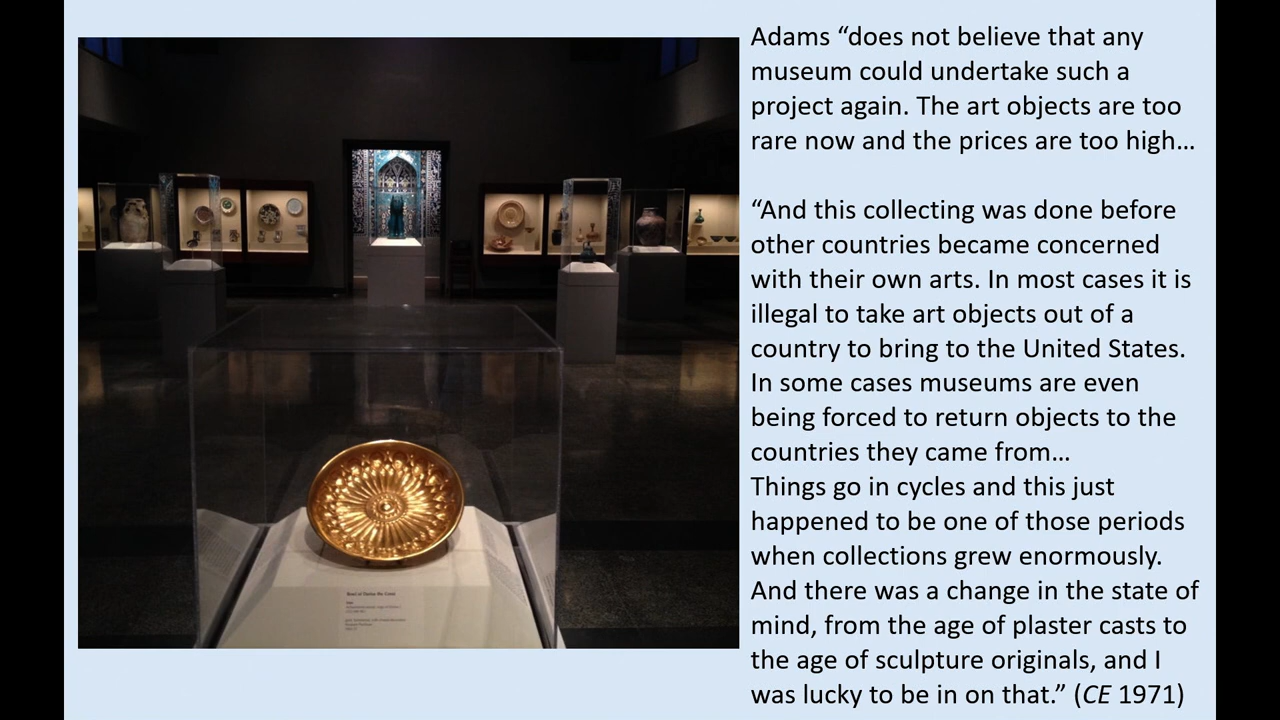 Adams “does not believe that any
museum could undertake such a
project again. The art objects are too
rare now and the prices are too high…
“And this collecting was done before
other countries became concerned
with their own arts. In most cases it is
illegal to take art objects out of a
country to bring to the United States.
In some cases museums are even
being forced to return objects to the
countries they came from…
Things go in cycles and this just
happened to be one of those periods
when collections grew enormously.
And there was a change in the state of
mind, from the age of plaster casts to
the age of sculpture originals, and I
was lucky to be in on that.” (CE 1971)